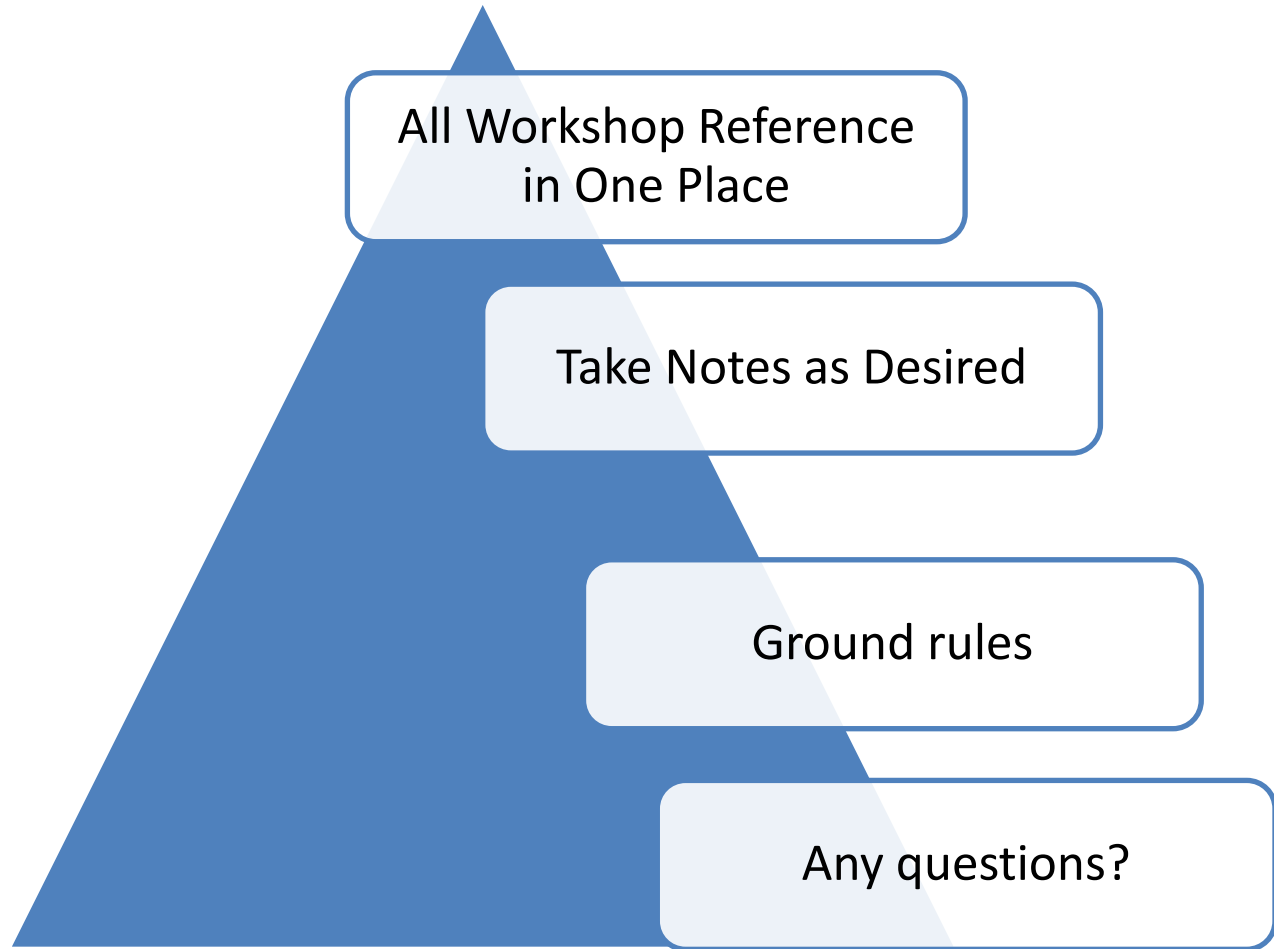 All Workshop Reference
in One Place
Take Notes as Desired
Ground rules
Any questions?